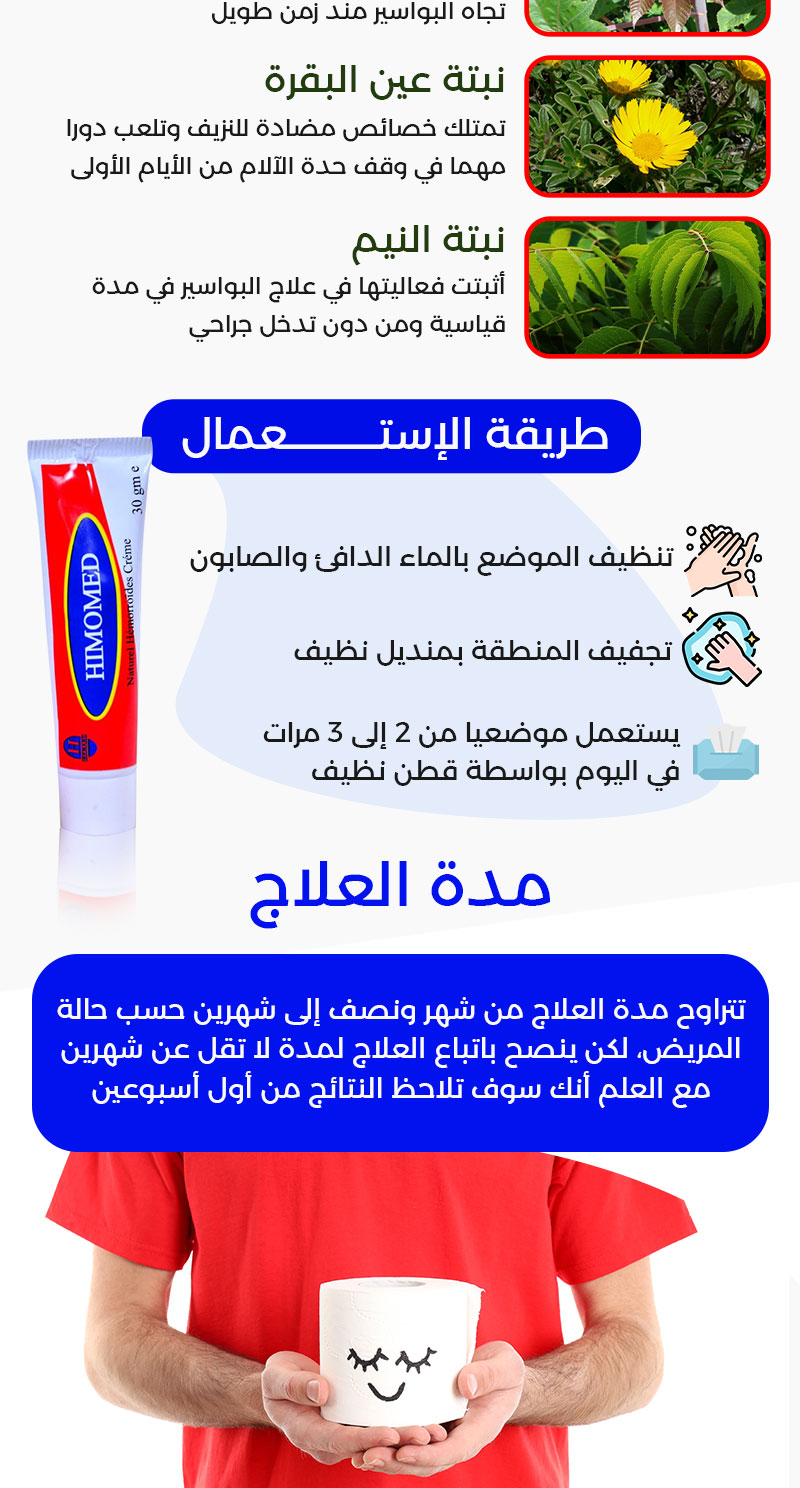 تجاه البواسير منذ زمن طويل
نبتة عين البقرة
تمتلك خصائص مضادة للنزيف وتلعب دورا
مهما في وقف حدة الآلام من الأيام الأولى
نبتة النيم
أثبتت فعاليتها في علاج البواسير في مدة
قياسية ومن دون تدخل جراحي
طريقة الإستـــــــــعمال
تنظيف الموضع بالماء الدافئ والصابون
تجفيف المنطقة بمنديل نظيف
يستعمل موضعيا من 2 إلى 3 مرات
في اليوم بواسطة قطن نظيف
30 gm e
HIMOMED
Naturel Hémorroides Créme
مدة العلاج
تتراوح مدة العلاج من شهر ونصف إلى شهرين حسب حالة
المريض، لكن ينصح باتباع العلاج لمدة لا تقل عن شهرين
مع العلم أنك سوف تلاحظ النتائج من أول أسبوعين